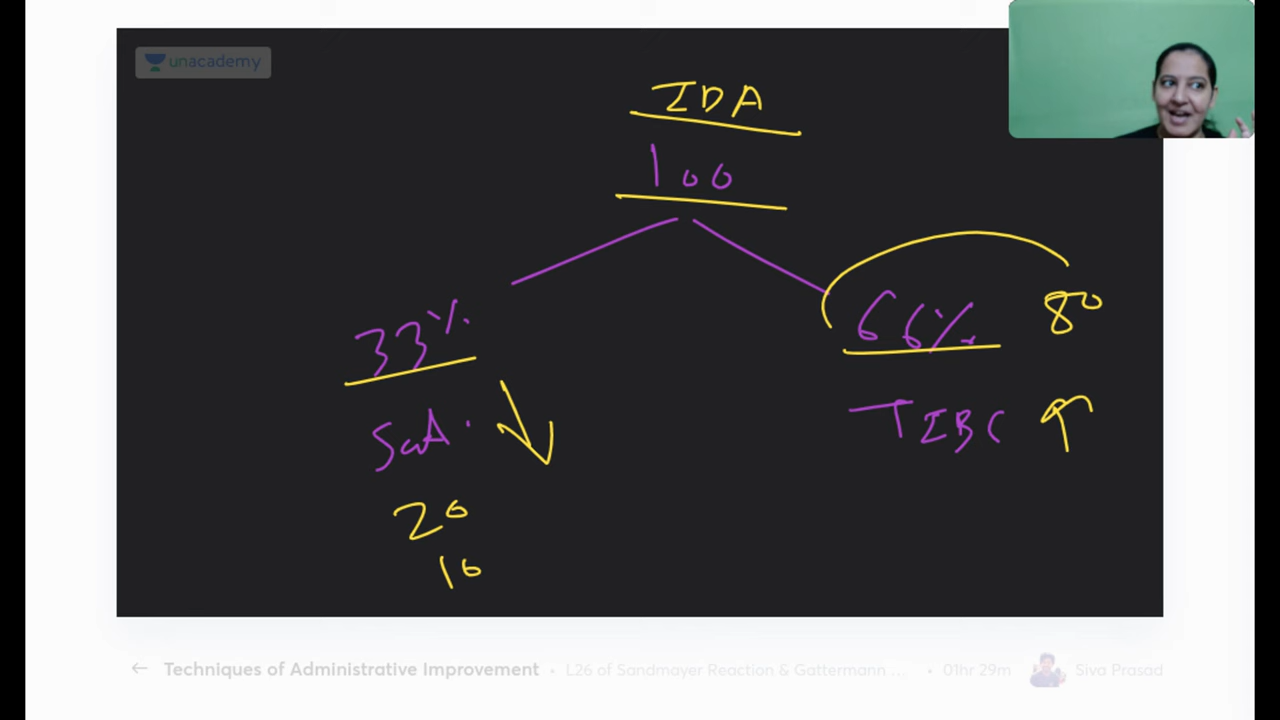 unacademy
IDA
100
33%
66% 80
Sat. ↓
TIBC ↑
20
10
← Techniques of Administrative Improvement • L26 of Sandmayer Reaction & Gattermann ... • 01hr 29m Siva Prasad